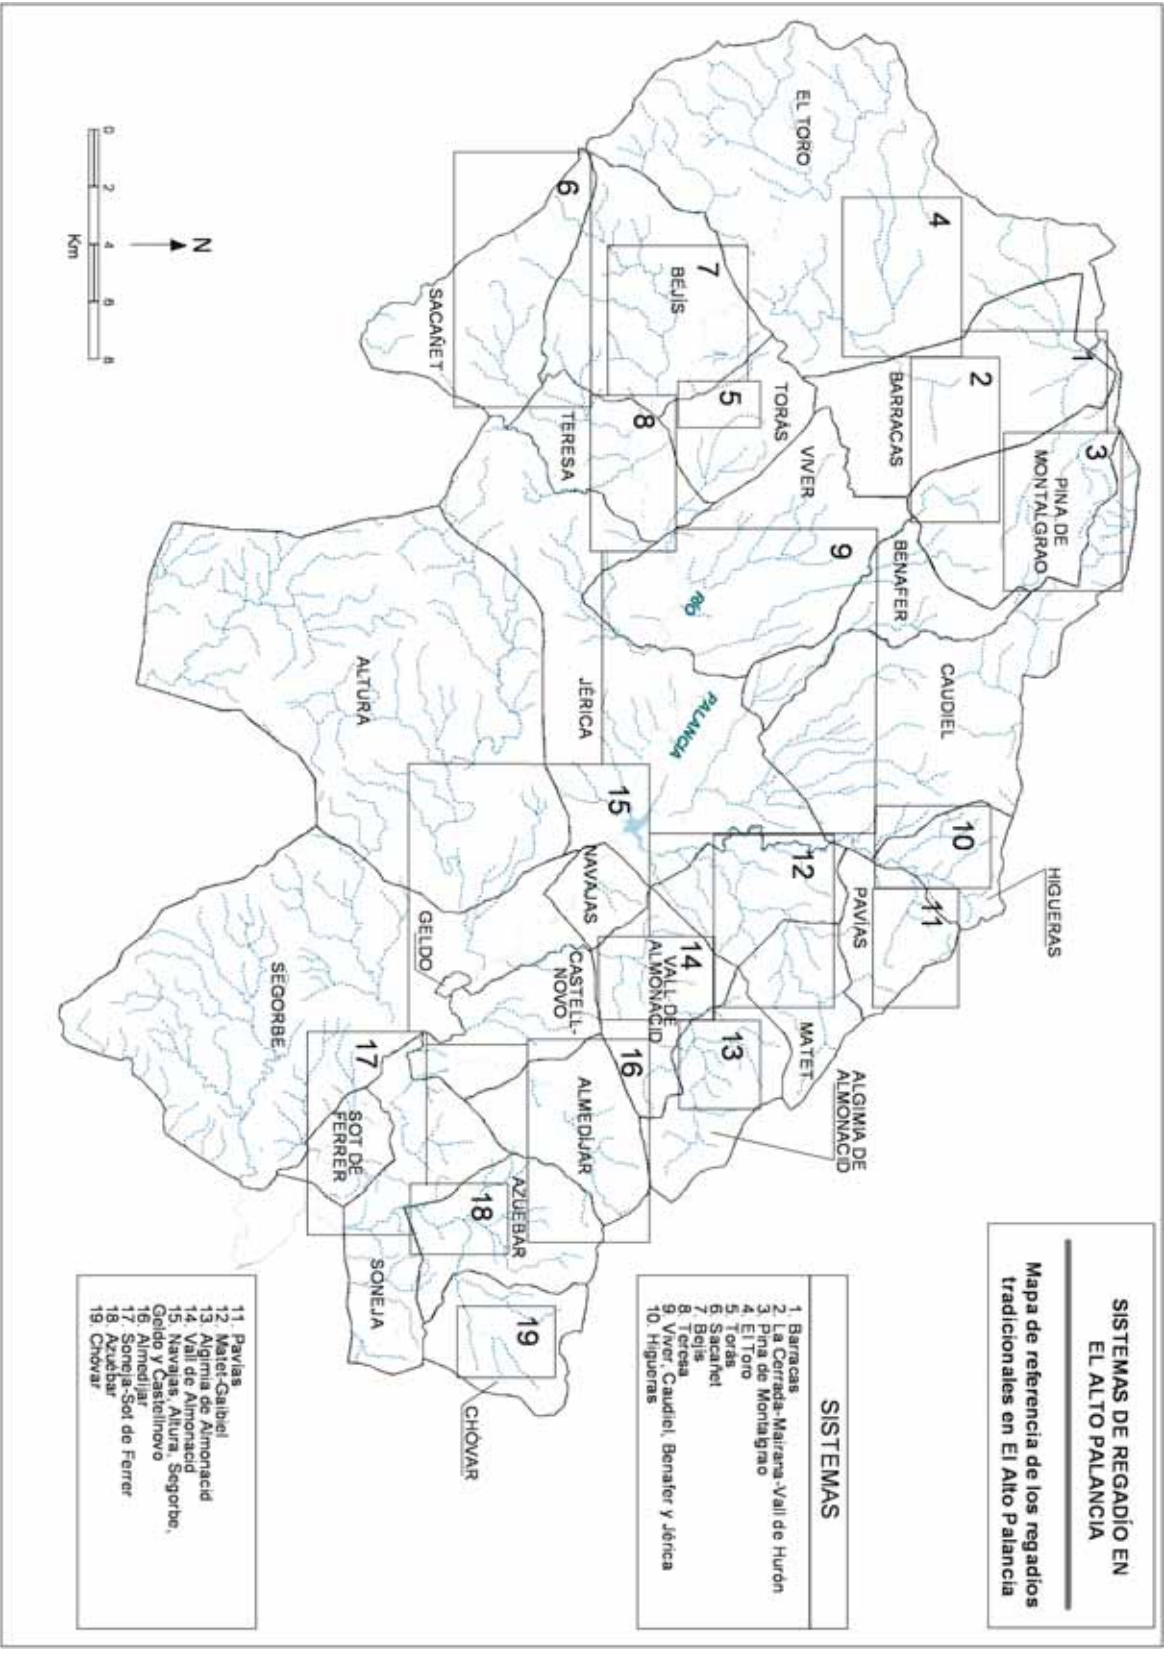 SISTEMAS DE REGADÍO EN
EL ALTO PALANCIA
Mapa de referencia de los regadíos
tradicionales en El Alto Palancia
SISTEMAS
1. Barracas
2. La Cerrada-Mairana-Vall de Hurón
3. Pina de Montalgrao
4. El Toro
5. Torás
6. Sacañet
7. Bejís
8. Teresa
9. Viver, Caudiel, Benafer y Jérica
10. Higueras
11. Pavías
12. Matet-Gaibiel
13. Algimia de Almonacid
14. Vall de Almonacid
15. Navajas, Altura, Segorbe,
Geldo y Castellnovo
16. Almedíjar
17. Soneja-Sot de Ferrer
18. Azuébar
19. Chóvar
EL TORO
4
1
2
3
PINA DE
MONTALGRAO
BARRACAS
6
7
BEJÍS
5
TORÁS
VIVER
8
TERESA
SACAÑET
9
BENAFER
RÍO
PALANCIA
CAUDIEL
JÉRICA
ALTURA
10
HIGUERAS
11
PAVÍAS
12
15
NAVAJAS
14
VALL DE
ALMONACID
MATET
13
ALGIMIA DE
ALMONACID
GELDO
CASTELL-
NOVO
SEGORBE
16
ALMEDÍJAR
17
SOT DE
FERRER
AZUÉBAR
18
SONEJA
19
CHÓVAR
N
0 2 4 6 8
Km